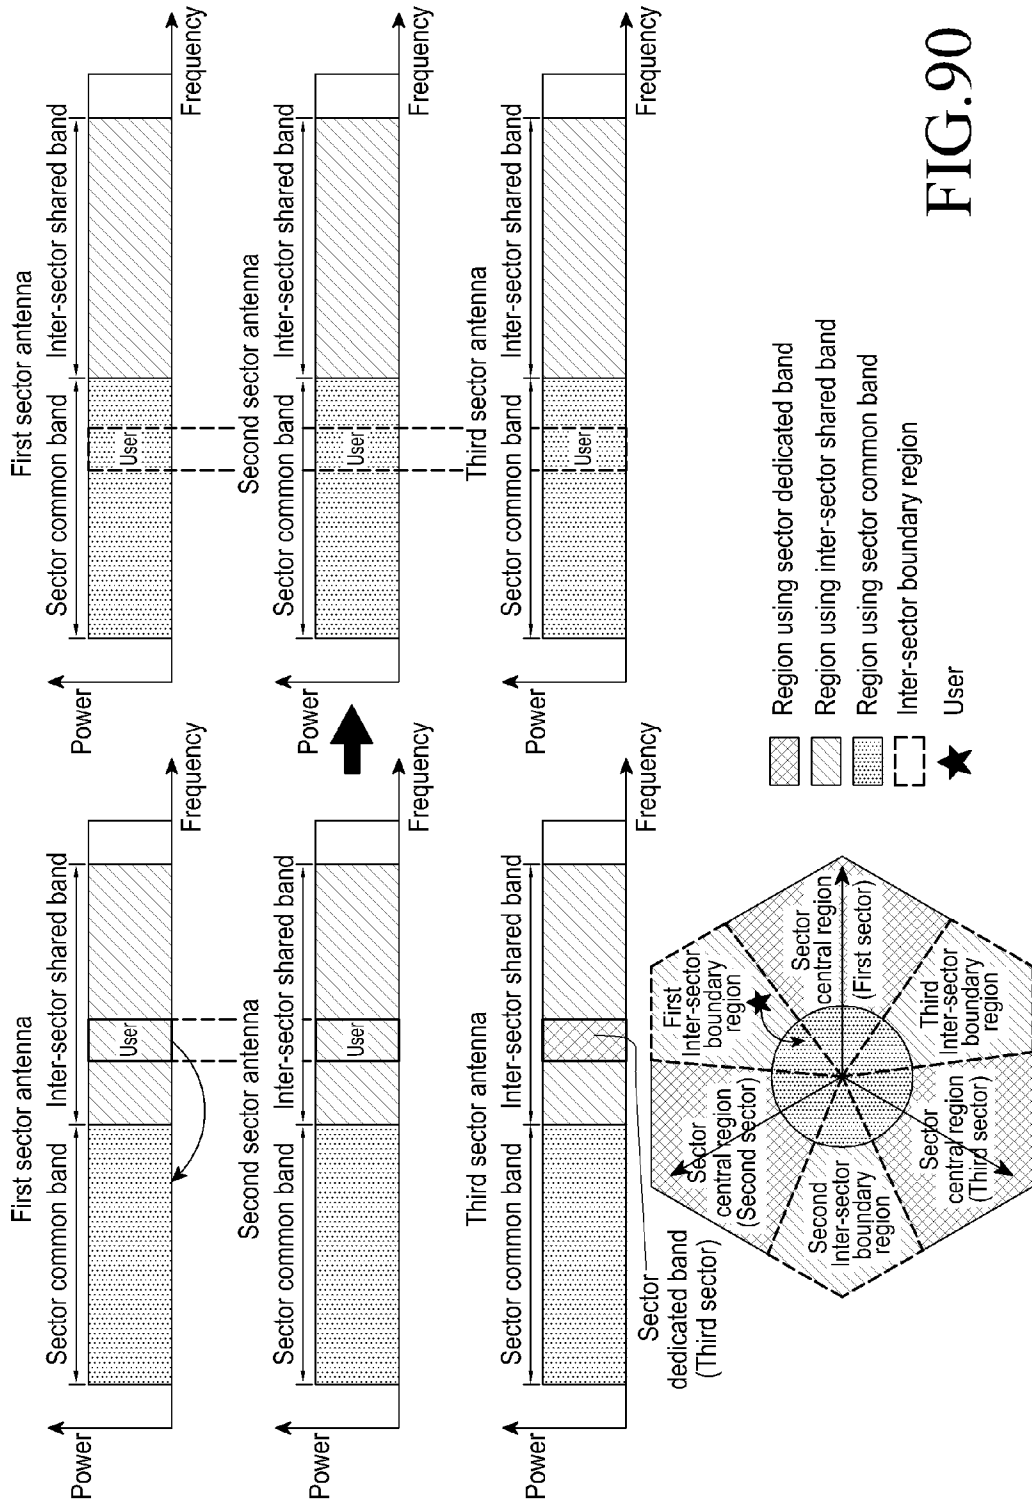 First sector antenna
Power
Sector common band
Inter-sector shared band
User
Frequency
Second sector antenna
Power
Sector common band
Inter-sector shared band
User
Frequency
Third sector antenna
Power
Sector common band
Inter-sector shared band
Frequency
Sector
dedicated band
(Third sector)
First sector antenna
Power
Sector common band
Inter-sector shared band
User
Frequency
Second sector antenna
Power
Sector common band
Inter-sector shared band
User
Frequency
Third sector antenna
Power
Sector common band
Inter-sector shared band
User
Frequency
Sector
central region
(Second sector)
First
Inter-sector
boundary
region
Sector
central region
(First sector)
Second
Inter-sector
boundary
region
Sector
central region
(Third sector)
Third
Inter-sector
boundary
region
Region using sector dedicated band
Region using inter-sector shared band
Region using sector common band
Inter-sector boundary region
User
FIG.90